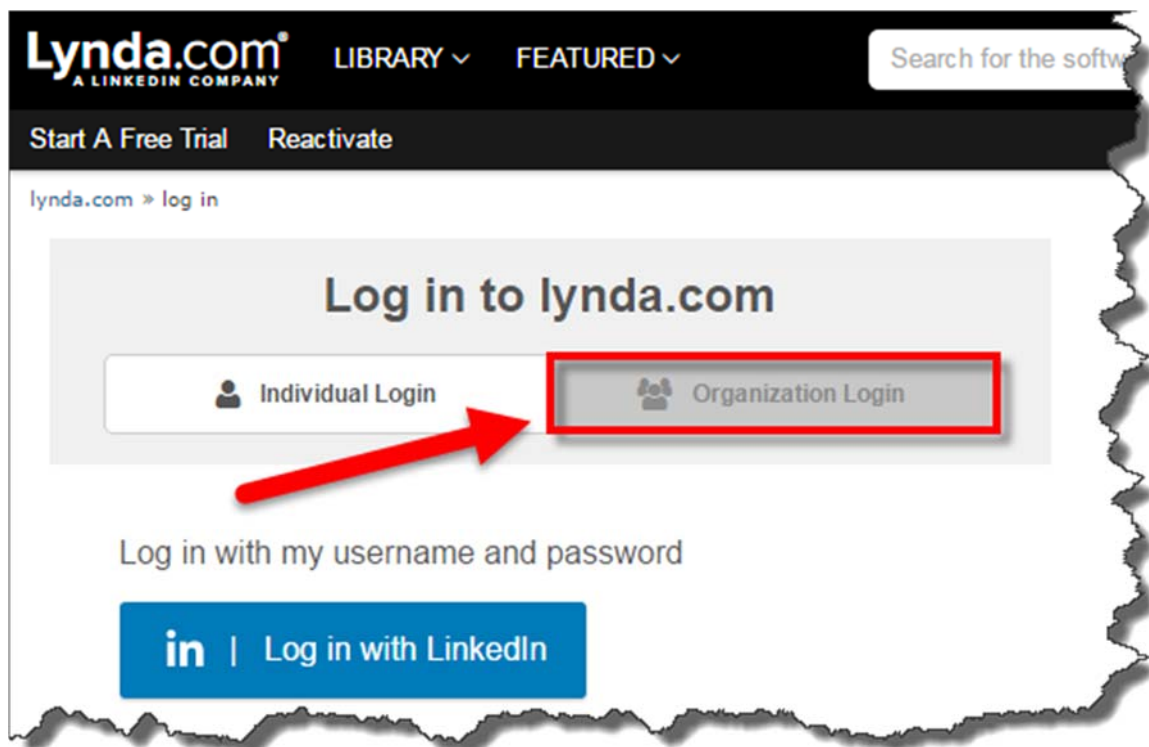 Lynda.com® LIBRARY FEATURED Search for the softw
A LINKEDIN COMPANY
Start A Free Trial Reactivate
lynda.com » log in
Log in to lynda.com
Individual Login Organization Login
Log in with my username and password
in | Log in with LinkedIn